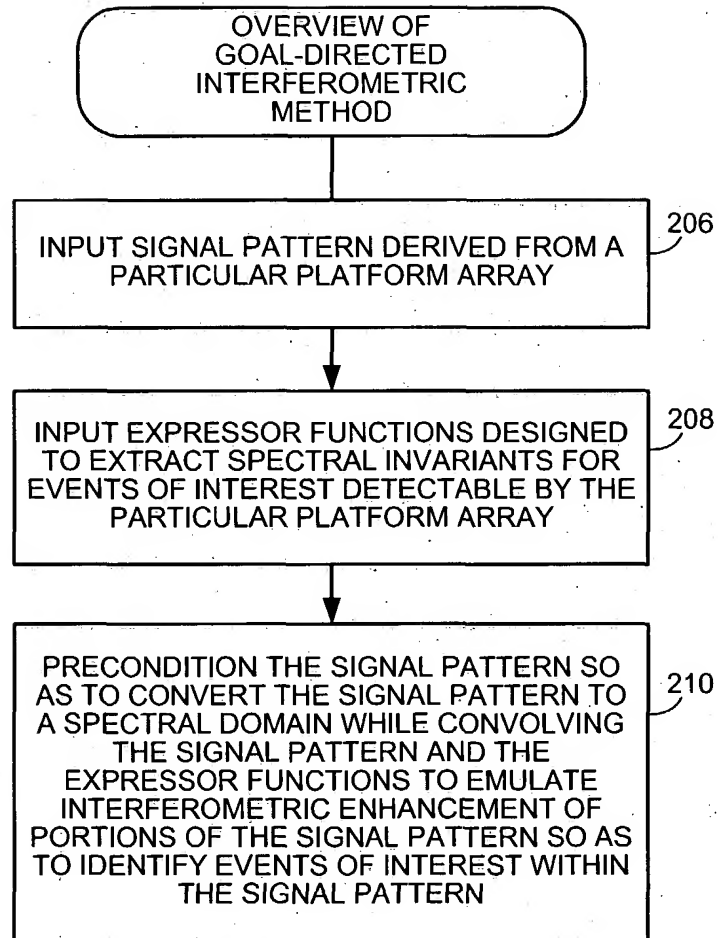 OVERVIEW OF
GOAL-DIRECTED
INTERFEROMETRIC
METHOD
206
INPUT SIGNAL PATTERN DERIVED FROM A
PARTICULAR PLATFORM ARRAY
208
INPUT EXPRESSOR FUNCTIONS DESIGNED
TO EXTRACT SPECTRAL INVARIANTS FOR
EVENTS OF INTEREST DETECTABLE BY THE
PARTICULAR PLATFORM ARRAY
210
PRECONDITION THE SIGNAL PATTERN SO
AS TO CONVERT THE SIGNAL PATTERN TO
A SPECTRAL DOMAIN WHILE CONVOLVING
THE SIGNAL PATTERN AND THE
EXPRESSOR FUNCTIONS TO EMULATE
INTERFEROMETRIC ENHANCEMENT OF
PORTIONS OF THE SIGNAL PATTERN SO AS
TO IDENTIFY EVENTS OF INTEREST WITHIN
THE SIGNAL PATTERN